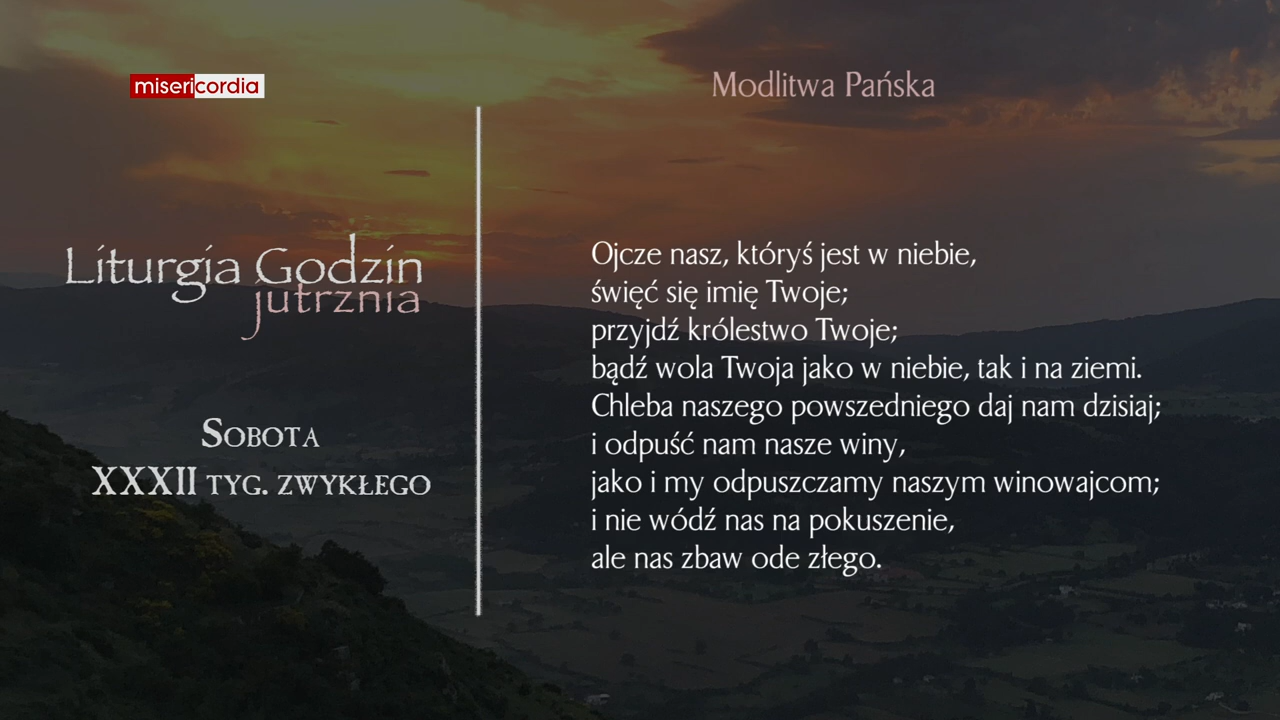 misericordia
Liturgia Godzin
jutrznia
Sobota
XXXII tyg. zwykłego
Modlitwa Pańska
Ojcze nasz, któryś jest w niebie,
święć się imię Twoje;
przyjdź królestwo Twoje;
bądź wola Twoja jako w niebie, tak i na ziemi.
Chleba naszego powszedniego daj nam dzisiaj;
i odpuść nam nasze winy,
jako i my odpuszczamy naszym winowajcom;
i nie wódź nas na pokuszenie,
ale nas zbaw ode złego.